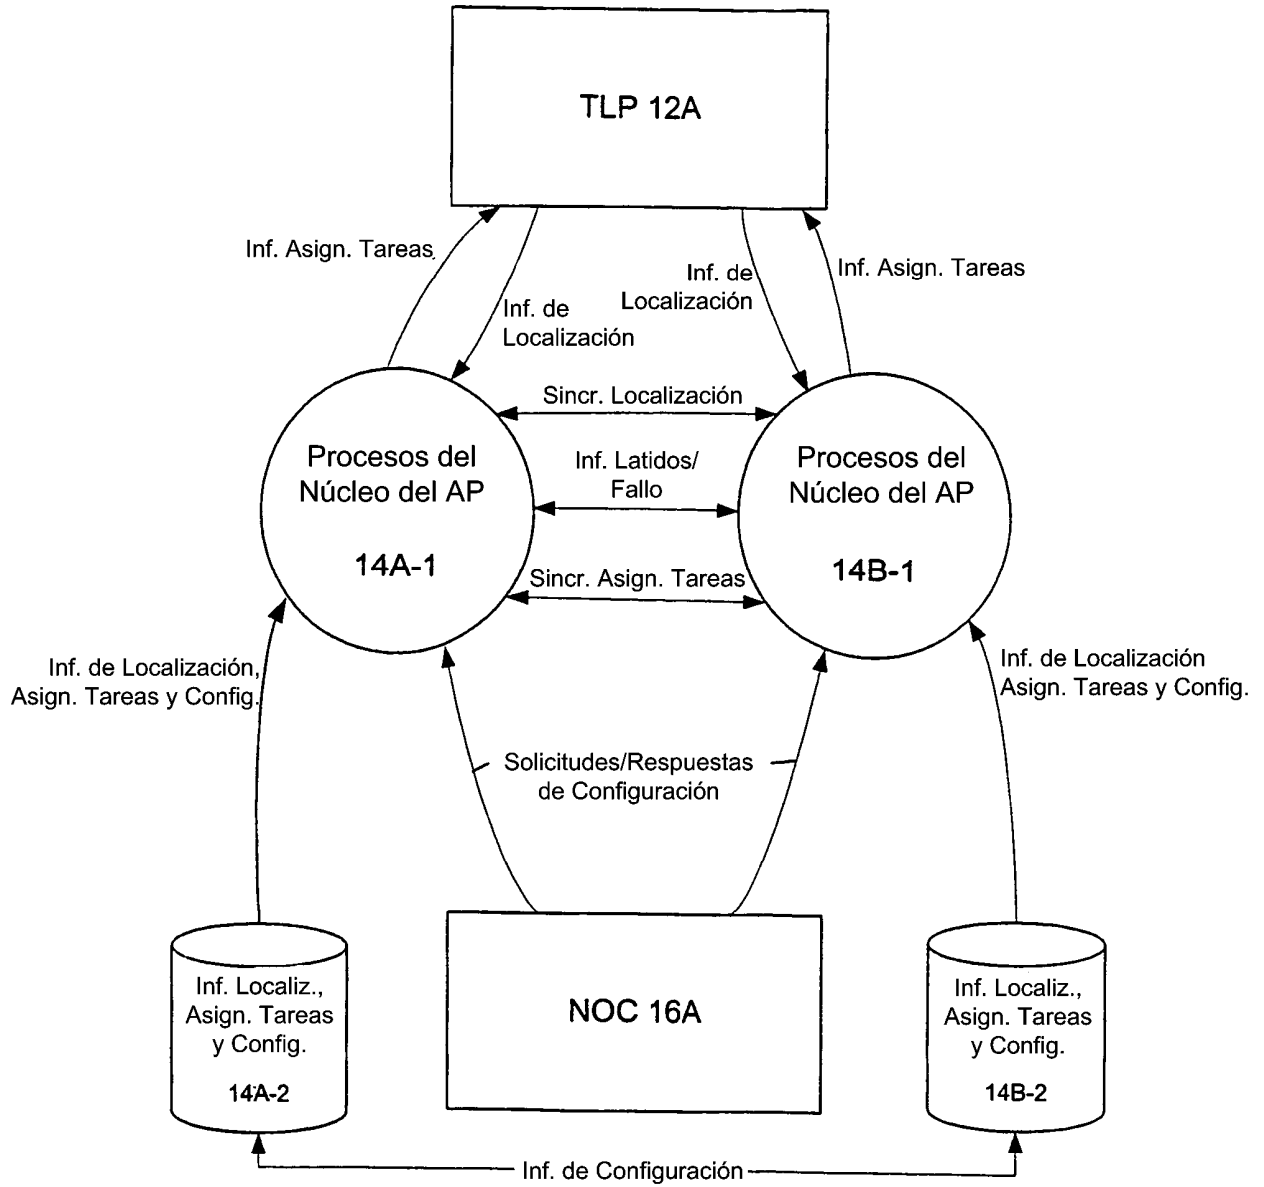 TLP 12A
Inf. Asign. Tareas
Inf. de
Localización
Inf. de
Localización
Inf. Asign. Tareas
Sincr. Localización
Procesos del
Núcleo del AP
14A-1
Inf. Latidos/
Fallo
Procesos del
Núcleo del AP
14B-1
Sincr. Asign. Tareas
Inf. de Localización,
Asign. Tareas y Config.
Inf. de Localización
Asign. Tareas y Config.
Solicitudes/Respuestas
de Configuración
Inf. Localiz.,
Asign. Tareas
y Config.
14A-2
NOC 16A
Inf. Localiz.,
Asign. Tareas
y Config.
14B-2
Inf. de Configuración